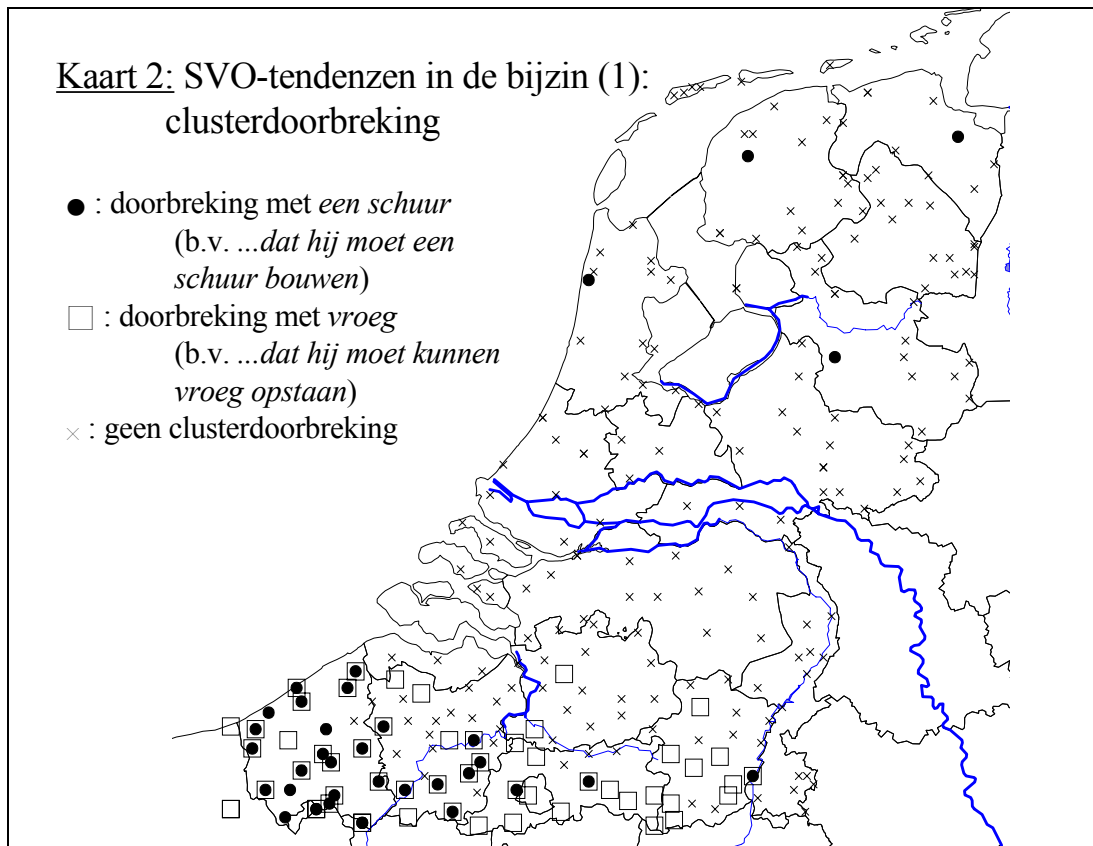 Kaart 2: SVO-tendenzen in de bijzin (1):
clusterdoorbreking
● : doorbreking met een schuur
(b.v. ...dat hij moet een
schuur bouwen)
□ : doorbreking met vroeg
(b.v. ...dat hij moet kunnen
vroeg opstaan)
× : geen clusterdoorbreking